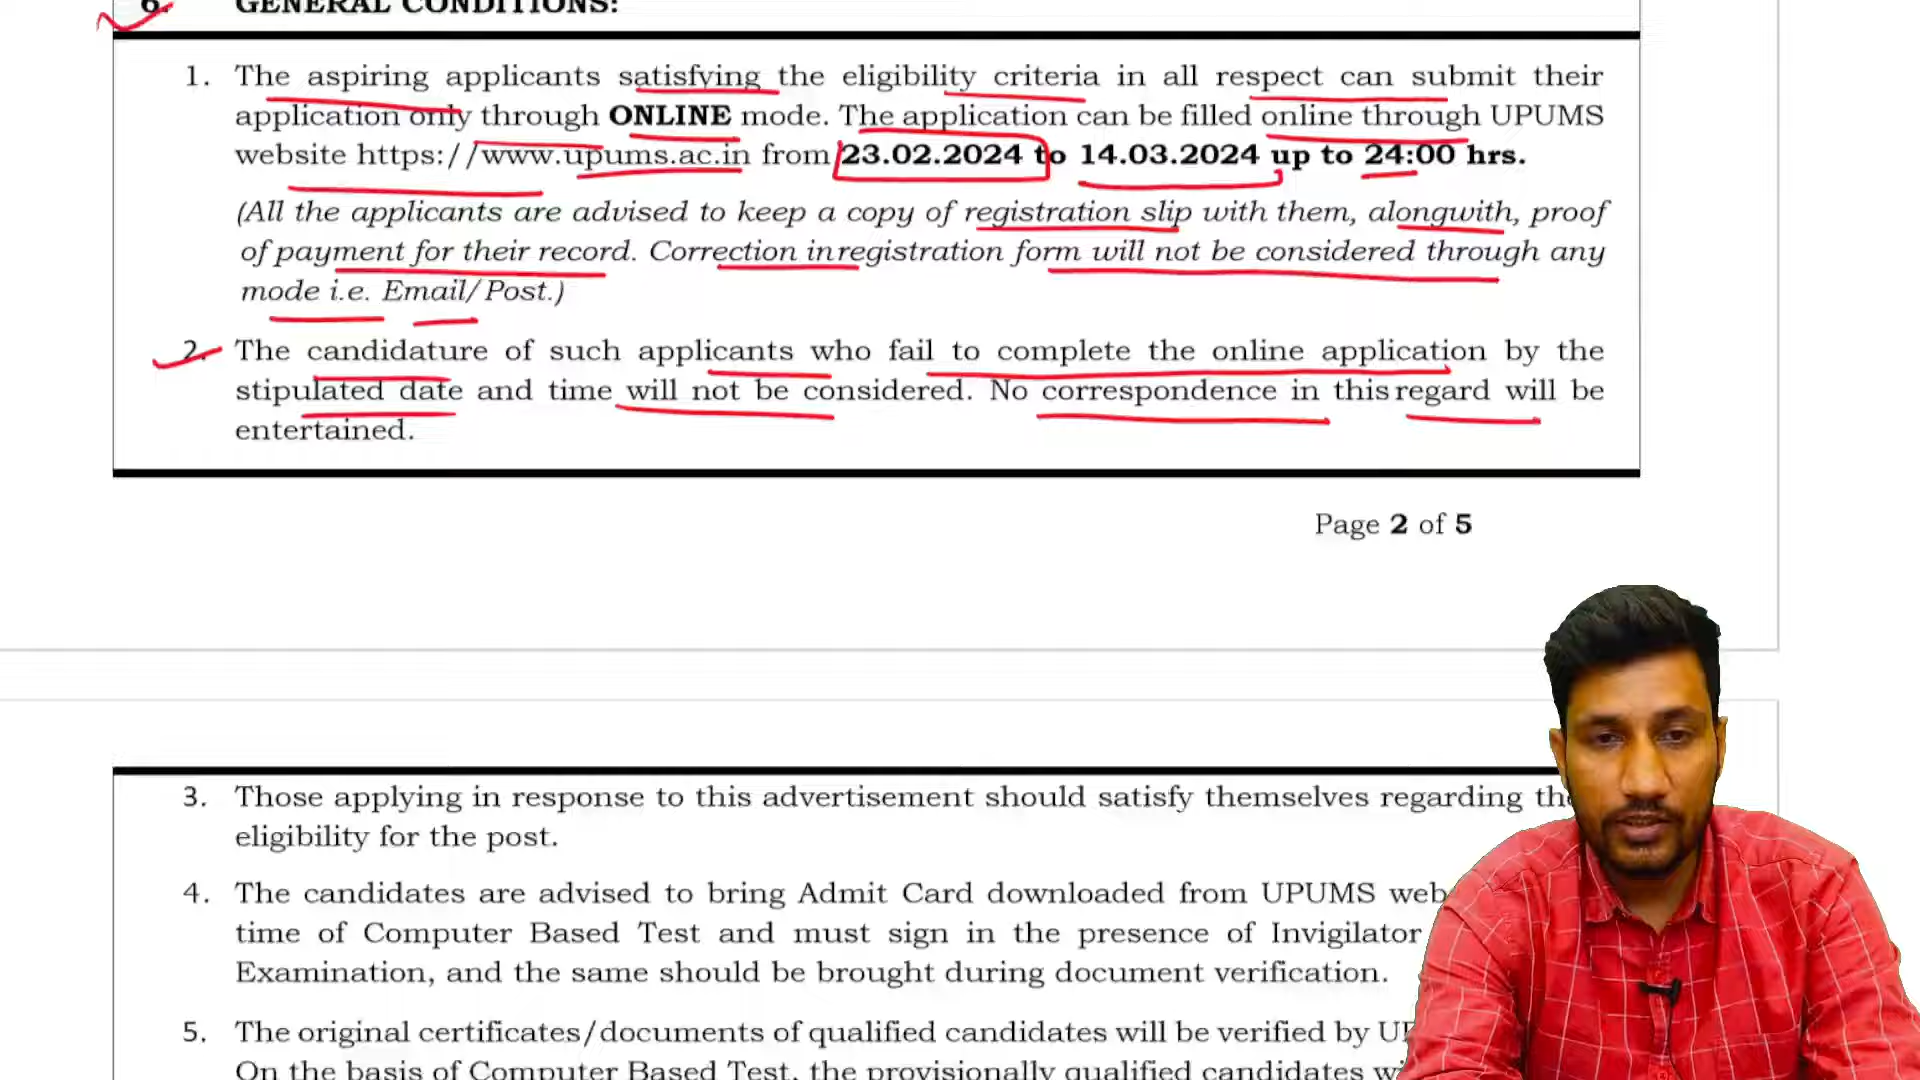 6. GENERAL CONDITIONS:
1. The aspiring applicants satisfying the eligibility criteria in all respect can submit their
application only through ONLINE mode. The application can be filled online through UPUMS
website https://www.upums.ac.in from 23.02.2024 to 14.03.2024 up to 24:00 hrs.
(All the applicants are advised to keep a copy of registration slip with them, alongwith, proof
of payment for their record. Correction in registration form will not be considered through any
mode i.e. Email/Post.)
2. The candidature of such applicants who fail to complete the online application by the
stipulated date and time will not be considered. No correspondence in this regard will be
entertained.
Page 2 of 5
3. Those applying in response to this advertisement should satisfy themselves regarding
eligibility for the post.
4. The candidates are advised to bring Admit Card downloaded from UPUMS
time of Computer Based Test and must sign in the presence of Invigilator
Examination, and the same should be brought during document verification.
5. The original certificates/documents of qualified candidates will be verified by
On the basis of Computer Based Test, the provisionally qualified candidates